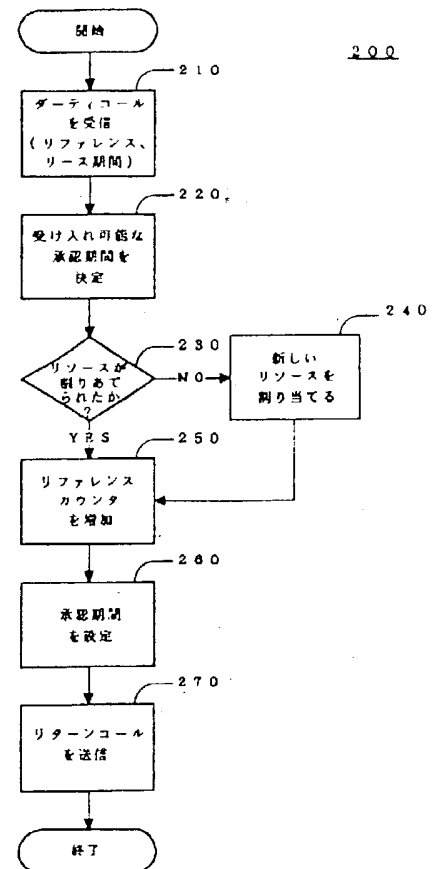 開始
200
210
ダーティコール
を受信
(リファレンス、
リース期間)
220
受け入れ可能な
承認期間を
決定
230
リソースが
割りあて
られたか
?
NO
240
新しい
リソースを
割り当てる
YES
250
リファレンス
カウンタ
を増加
260
承認期間
を設定
270
リターンコール
を送信
終了